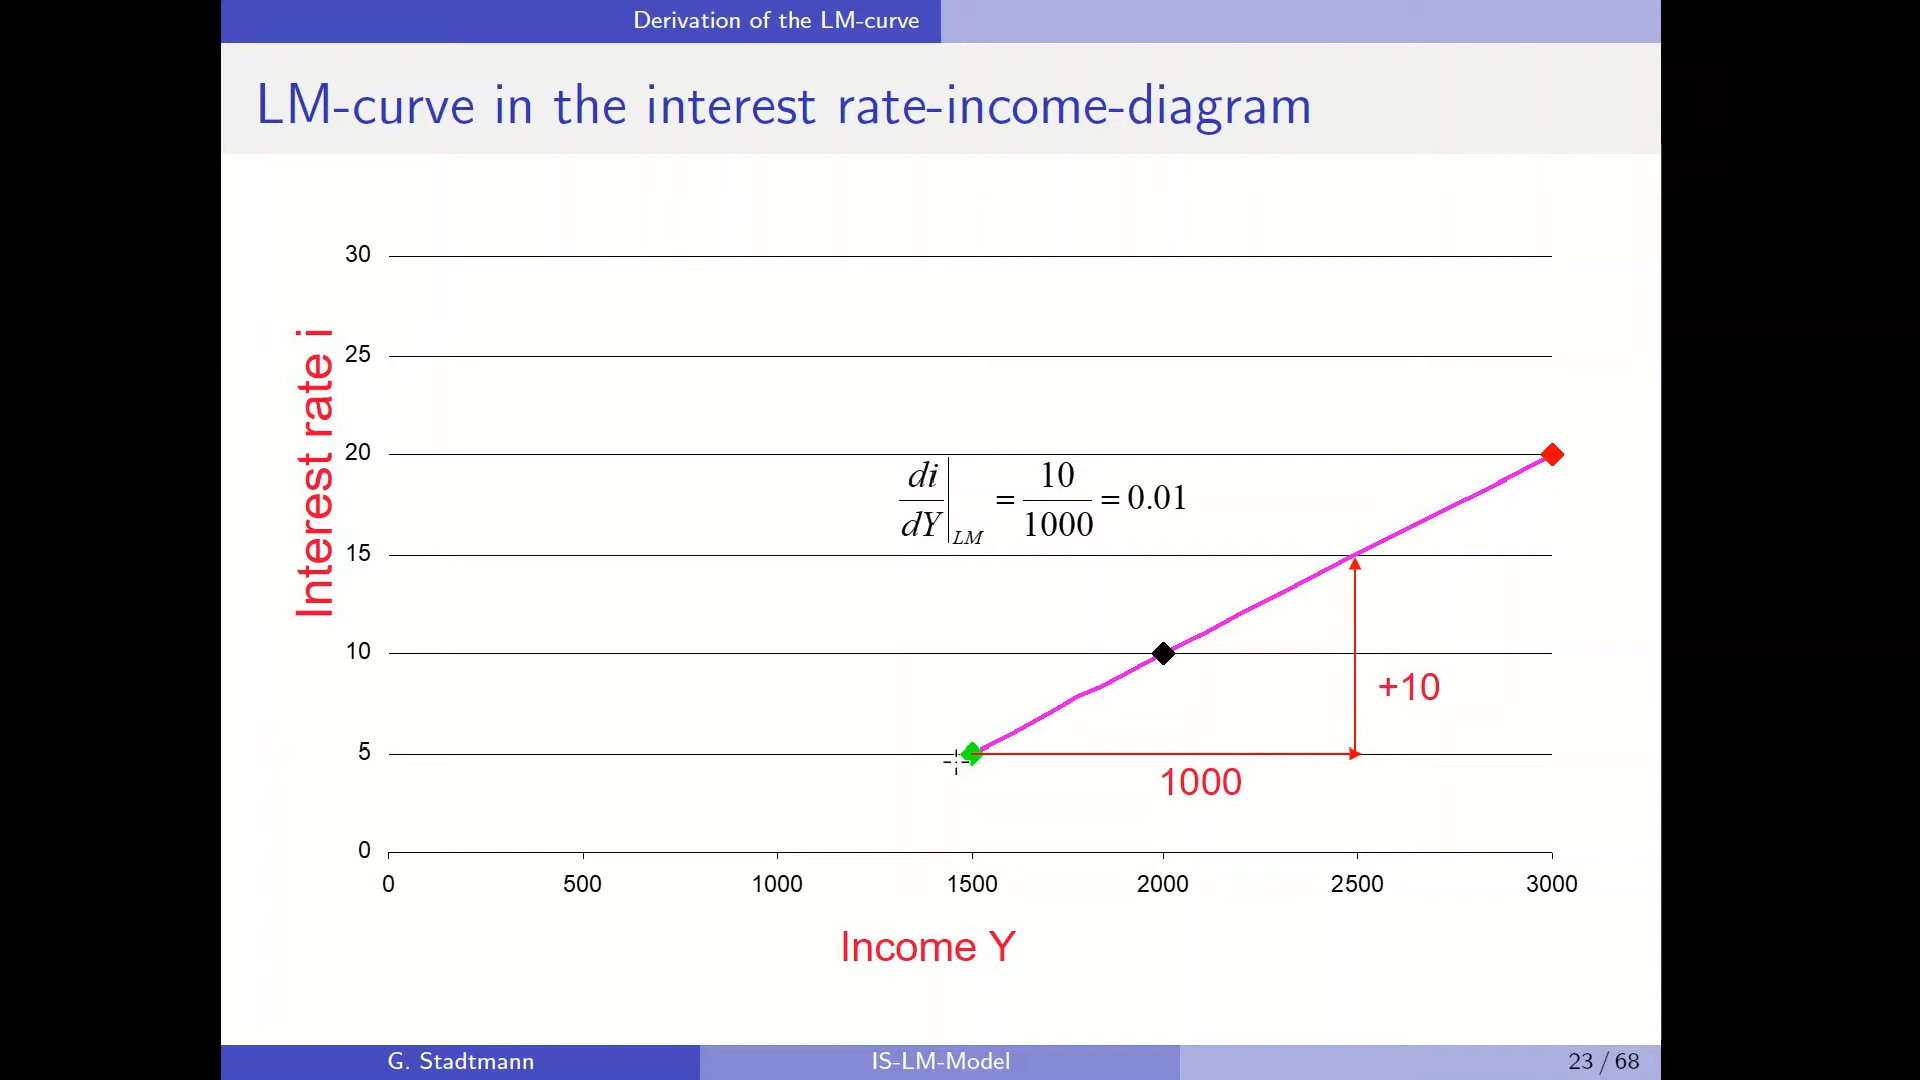 Derivation of the LM-curve
LM-curve in the interest rate-income-diagram
Interest rate i
30
25
20
15
10
5
0
di/dY|LM = 10/1000 = 0.01
+10
1000
0 500 1000 1500 2000 2500 3000
Income Y
G. Stadtmann IS-LM-Model 23 / 68